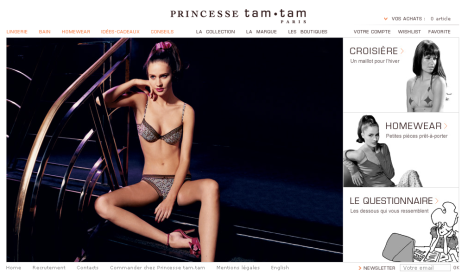 PRINCESSE tam•tam
PARIS
VOS ACHATS : 0 article
LINGERIE BAIN HOMEWEAR IDÉES-CADEAUX CONSEILS LA COLLECTION LA MARQUE LES BOUTIQUES VOTRE COMPTE WISHLIST FAVORITE
CROISIÈRE
Un maillot pour l'hiver
HOMEWEAR
Petites pièces prêt-à-porter
LE QUESTIONNAIRE
Les dessous qui vous ressemblent
Home Recrutement Contacts Commander chez Princesse tam.tam Mentions légales English NEWSLETTER Votre email